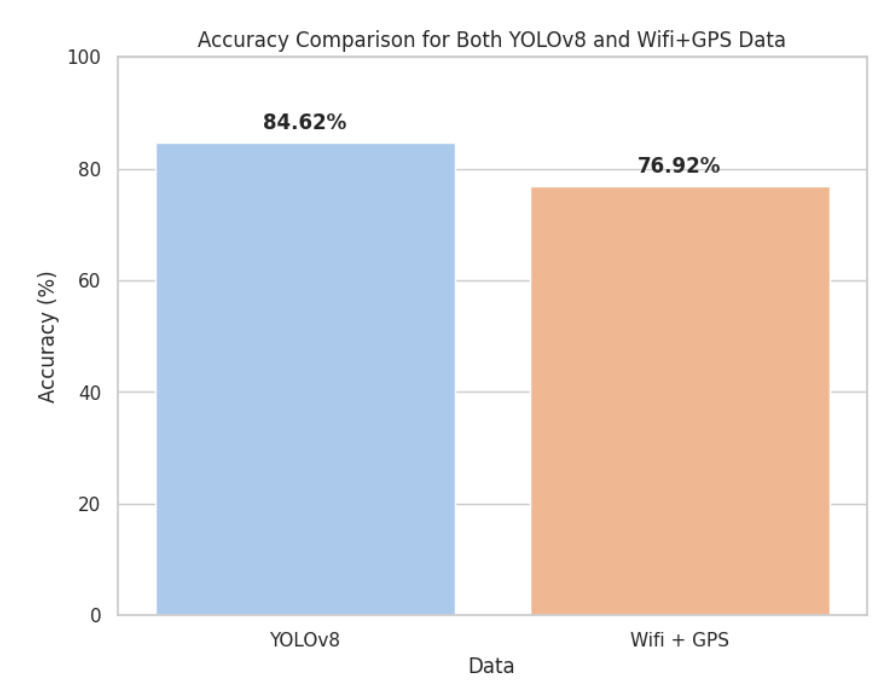 Accuracy Comparison for Both YOLOv8 and Wifi+GPS Data
100
84.62%
80
76.92%
60
Accuracy (%)
40
20
0
YOLOv8
Wifi + GPS
Data